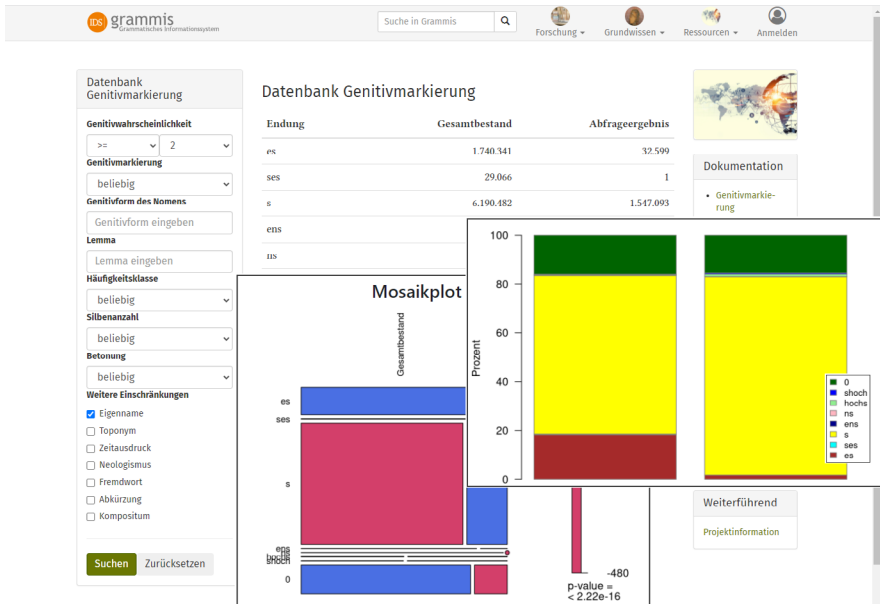 IDS grammis
Grammatisches Informationssystem
Suche in Grammis
Forschung
Grundwissen
Ressourcen
Anmelden
Datenbank
Genitivmarkierung
Genitivwahrscheinlichkeit
>= 2
Genitivmarkierung
beliebig
Genitivform des Nomens
Genitivform eingeben
Lemma
Lemma eingeben
Häufigkeitsklasse
beliebig
Silbenanzahl
beliebig
Betonung
beliebig
Weitere Einschränkungen
Eigenname
Toponym
Zeitausdruck
Neologismus
Fremdwort
Abkürzung
Kompositum
Suchen Zurücksetzen
Datenbank Genitivmarkierung
Endung Gesamtbestand Abfrageergebnis
es 1.740.341 32.599
ses 29.066 1
s 6.190.482 1.547.093
ens
ns
Mosaikplot
Gesamtbestand
es
ses
s
ens
hochs
shoch
0
-480
p-value =
< 2.22e-16
Prozent
100
80
60
40
20
0
0
shoch
hochs
ns
ens
s
ses
es
Dokumentation
Genitivmarkie-
rung
Weiterführend
Projektinformation